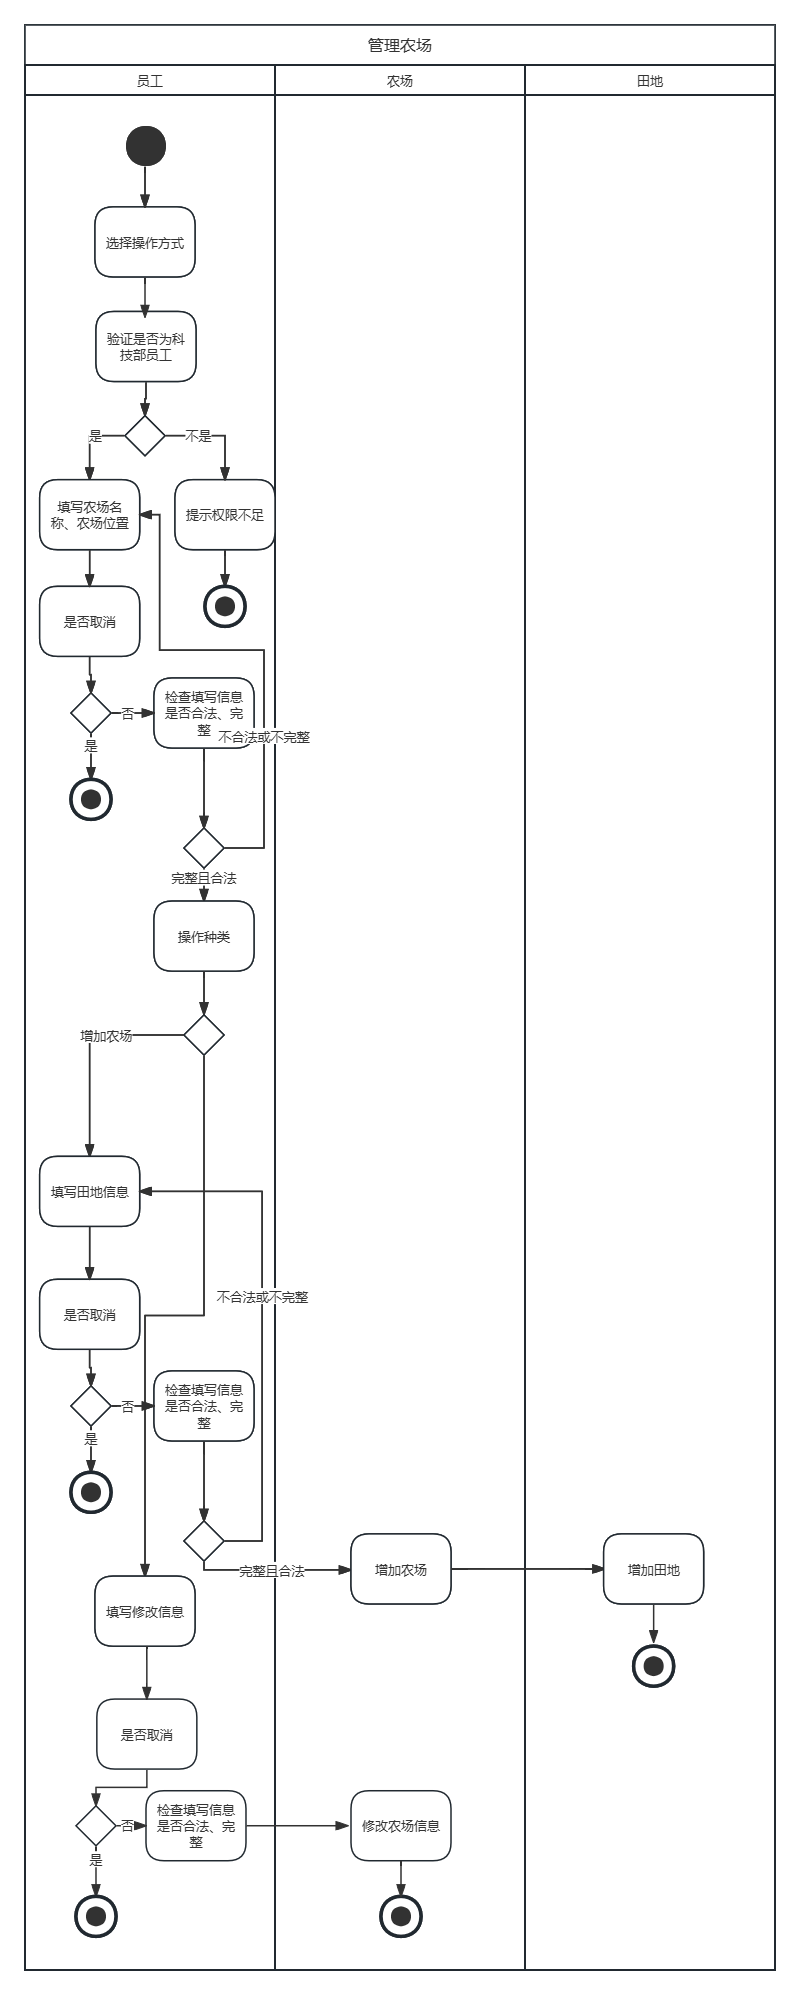 管理农场
员工
农场
田地
选择操作方式
验证是否为科
技部员工
是
不是
填写农场名
称、农场位置
提示权限不足
是否取消
否
检查填写信息
是否合法、完
整
不合法或不完整
是
完整且合法
操作种类
增加农场
填写田地信息
不合法或不完整
是否取消
否
检查填写信息
是否合法、完
整
是
完整且合法
增加农场
增加田地
填写修改信息
是否取消
否
检查填写信息
是否合法、完
整
修改农场信息
是